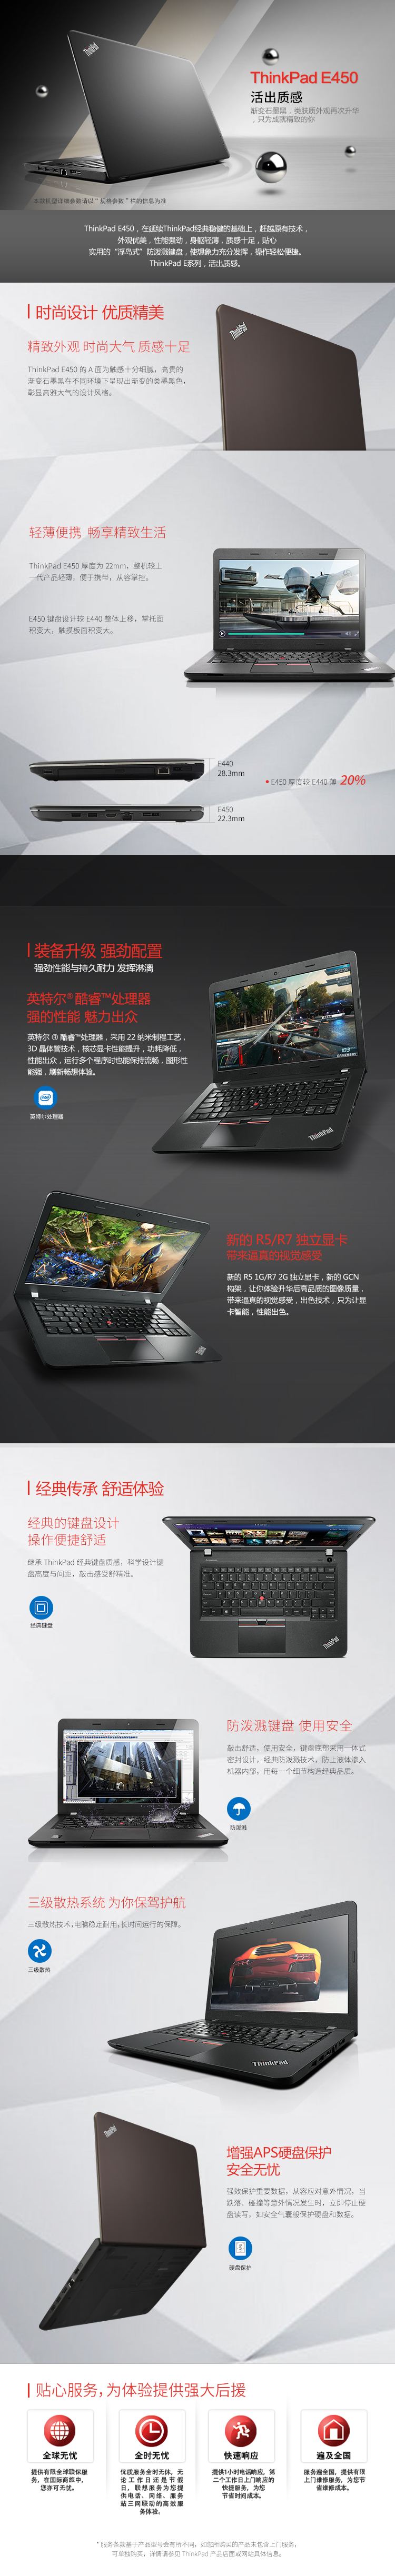 ThinkPad
ThinkPad E450
活出质感
渐变石墨黑，类肤质外观再次升华
，只为成就精致的你
本款机型详细参数请以“规格参数”栏的信息为准
ThinkPad E450，在延续ThinkPad经典稳健的基础上，赶越原有技术，
外观优美，性能强劲，身躯轻薄，质感十足，贴心
实用的“浮岛式”防泼溅键盘，使想象力充分发挥，操作轻松便捷。
ThinkPad E系列，活出质感。
时尚设计 优质精美
精致外观 时尚大气 质感十足
ThinkPad E450 的 A 面为触感十分细腻，高贵的
渐变石墨黑在不同环境下呈现出渐变的类墨黑色，
彰显高雅大气的设计风格。
ThinkPad
轻薄便携 畅享精致生活
ThinkPad E450 厚度为 22mm，整机较上
一代产品轻薄，便于携带，从容掌控。
E450 键盘设计较 E440 整体上移，掌托面
积变大，触摸板面积变大。
E440
28.3mm
E450
22.3mm
E450 厚度较 E440 薄 20%
装备升级 强劲配置
强劲性能与持久耐力 发挥淋漓
英特尔®酷睿™处理器
强的性能 魅力出众
英特尔 ® 酷睿™处理器，采用 22 纳米制程工艺，
3D 晶体管技术，核芯显卡性能提升，功耗降低，
性能出众，运行多个程序时也能保持流畅，图形性
能强，刷新畅想体验。
英特尔处理器
ThinkPad
新的 R5/R7 独立显卡
带来逼真的视觉感受
新的 R5 1G/R7 2G 独立显卡，新的 GCN
构架，让你体验升华后高品质的图像质量，
带来逼真的视觉感受，出色技术，只为让显
卡智能，性能出色。
经典传承 舒适体验
经典的键盘设计
操作便捷舒适
继承 ThinkPad 经典键盘质感，科学设计键
盘高度与间距，敲击感受舒精准。
经典键盘
ThinkPad
防泼溅键盘 使用安全
敲击舒适，使用安全，键盘底部采用一体式
密封设计，经典防泼溅技术，防止液体渗入
机器内部，用每一个细节构造经典品质。
防泼溅
三级散热系统 为你保驾护航
三级散热技术，电脑稳定耐用，长时间运行的保障。
三级散热
ThinkPad
ThinkPad
增强APS硬盘保护
安全无忧
强效保护重要数据，从容应对意外情况，当
跌落、碰撞等意外情况发生时，立即停止硬
盘读写，如安全气囊般保护硬盘和数据。
硬盘保护
贴心服务，为体验提供强大后援
全球无忧
提供有限全球联保服
务，在国际商旅中，
您亦可无忧。
全时无忧
优质服务全时无休。无
论工作日还是节假
日，联想服务为您提
供电话、网络、服务
站三网联动的高效服
务体验。
快速响应
提供1小时电话响应，第
二个工作日上门响应的
快捷服务，为您
节省时间成本。
遍及全国
服务遍全国，提供有限
上门维修服务，为您节
省维修成本。
* 服务条款基于产品型号会有所不同，如您所购买的产品未包含上门服务，
可单独购买，详情请参见 ThinkPad 产品店面或网站具体信息。